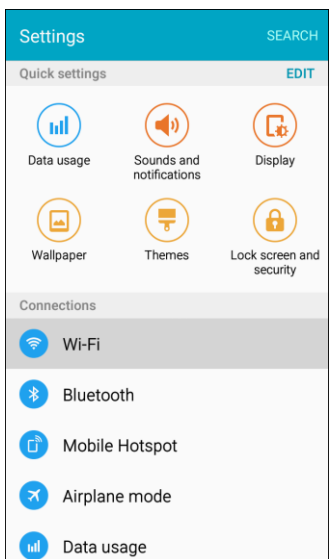 Settings SEARCH
Quick settings EDIT
Data usage Sounds and notifications Display
Wallpaper Themes Lock screen and security
Connections
Wi-Fi
Bluetooth
Mobile Hotspot
Airplane mode
Data usage